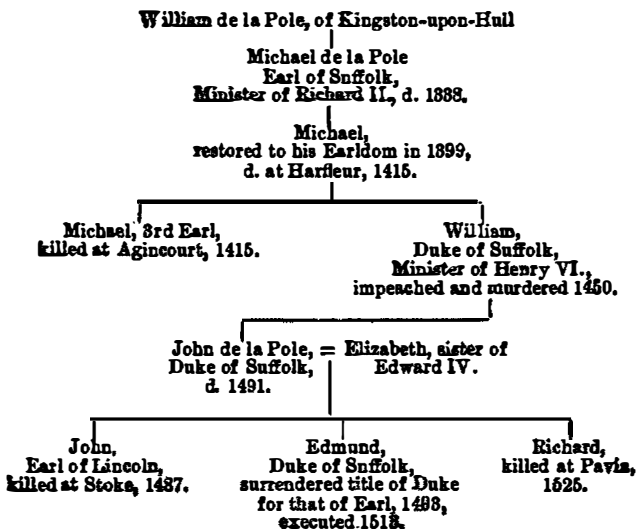 William de la Pole, of Kingston-upon-Hull
Michael de la Pole
Earl of Suffolk,
Minister of Richard II., d. 1388.
Michael,
restored to his Earldom in 1399,
d. at Harfleur, 1415.
Michael, 3rd Earl,
killed at Agincourt, 1415.
William,
Duke of Suffolk,
Minister of Henry VI.,
impeached and murdered 1450.
John de la Pole, = Elizabeth, sister of
Duke of Suffolk, Edward IV.
d. 1491.
John,
Earl of Lincoln,
killed at Stoke, 1487.
Edmund,
Duke of Suffolk,
surrendered title of Duke
for that of Earl, 1493,
executed 1513.
Richard,
killed at Pavia,
1525.